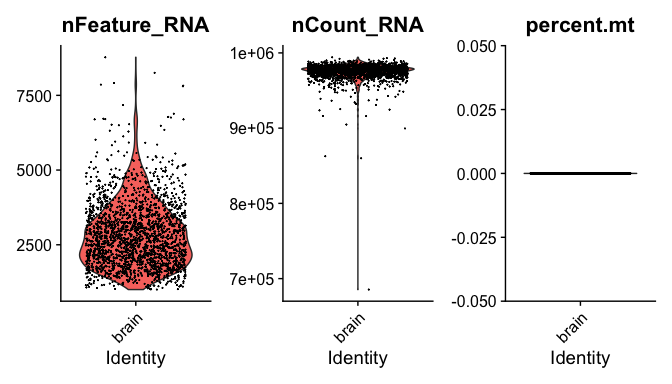 nFeature_RNA
7500
5000
2500
brain
Identity
nCount_RNA
1e+06
9e+05
8e+05
7e+05
brain
Identity
percent.mt
0.050
0.025
0.000
-0.025
-0.050
brain
Identity